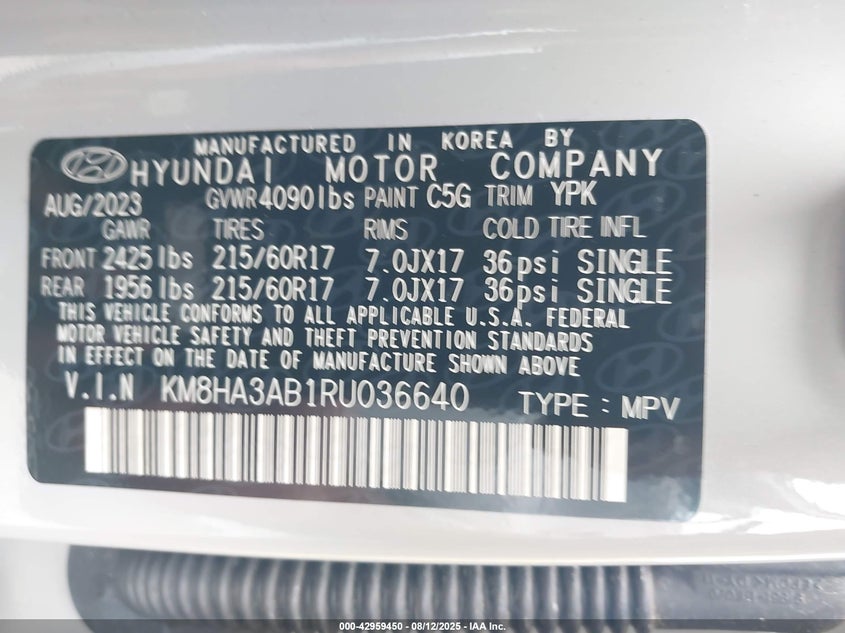 MANUFACTURED IN KOREA BY
HYUNDAI MOTOR COMPANY
AUG/2023 GVWR 4090lbs PAINT C5G TRIM YPK
GAWR TIRES RIMS COLD TIRE INFL
FRONT 2425 lbs 215/60R17 7.0JX17 36psi SINGLE
REAR 1956 lbs 215/60R17 7.0JX17 36psi SINGLE
THIS VEHICLE CONFORMS TO ALL APPLICABLE U.S.A. FEDERAL
MOTOR VEHICLE SAFETY AND THEFT PREVENTION STANDARDS
IN EFFECT ON THE DATE OF MANUFACTURE SHOWN ABOVE
V.I.N KM8HA3AB1RU036640 TYPE : MPV
000-42959450 - 08/12/2025 - IAA Inc.